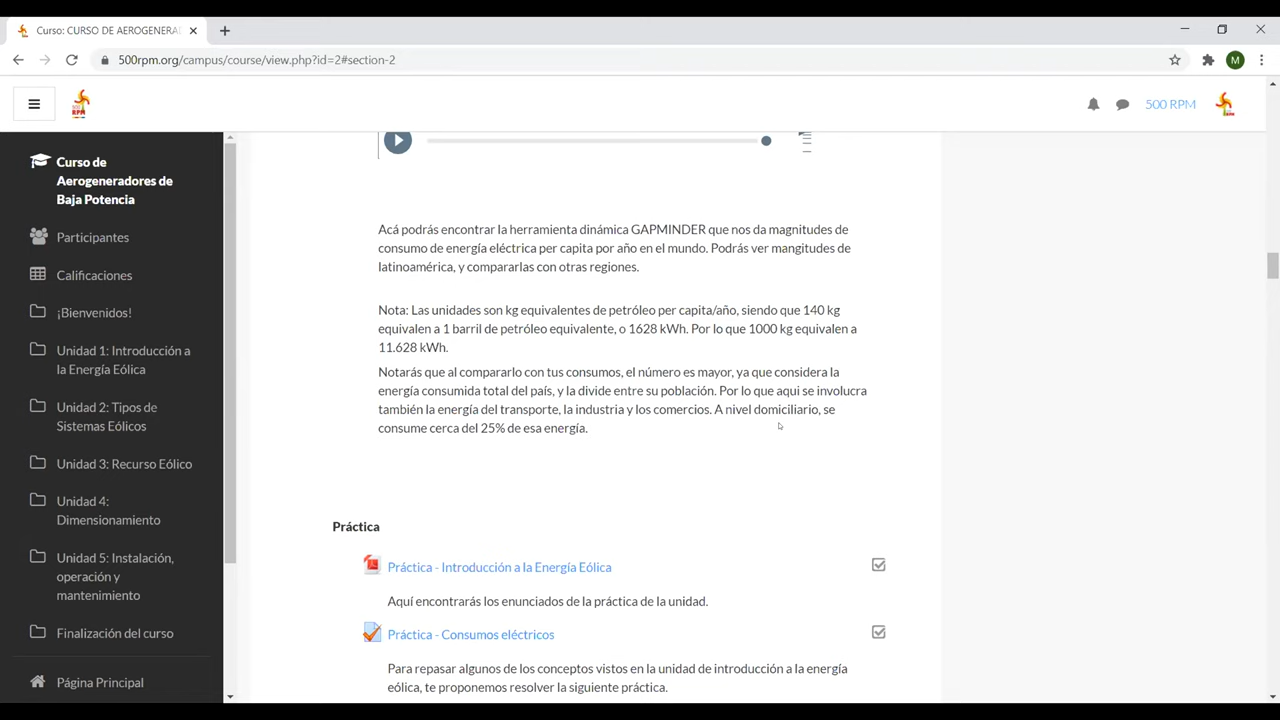 Curso: CURSO DE AEROGENERA
500rpm.org/campus/course/view.php?id=2#section-2
M
500 RPM
500 RPM
Curso de
Aerogeneradores de
Baja Potencia
Participantes
Calificaciones
¡Bienvenidos!
Unidad 1: Introducción a
la Energía Eólica
Unidad 2: Tipos de
Sistemas Eólicos
Unidad 3: Recurso Eólico
Unidad 4:
Dimensionamiento
Unidad 5: Instalación,
operación y
mantenimiento
Finalización del curso
Página Principal
Acá podrás encontrar la herramienta dinámica GAPMINDER que nos da magnitudes de
consumo de energía eléctrica per capita por año en el mundo. Podrás ver mangitudes de
latinoamérica, y compararlas con otras regiones.
Nota: Las unidades son kg equivalentes de petróleo per capita/año, siendo que 140 kg
equivalen a 1 barril de petróleo equivalente, o 1628 kWh. Por lo que 1000 kg equivalen a
11.628 kWh.
Notarás que al compararlo con tus consumos, el número es mayor, ya que considera la
energía consumida total del país, y la divide entre su población. Por lo que aqui se involucra
también la energía del transporte, la industria y los comercios. A nivel domiciliario, se
consume cerca del 25% de esa energía.
Práctica
Práctica - Introducción a la Energía Eólica
Aquí encontrarás los enunciados de la práctica de la unidad.
Práctica - Consumos eléctricos
Para repasar algunos de los conceptos vistos en la unidad de introducción a la energía
eólica, te proponemos resolver la siguiente práctica.